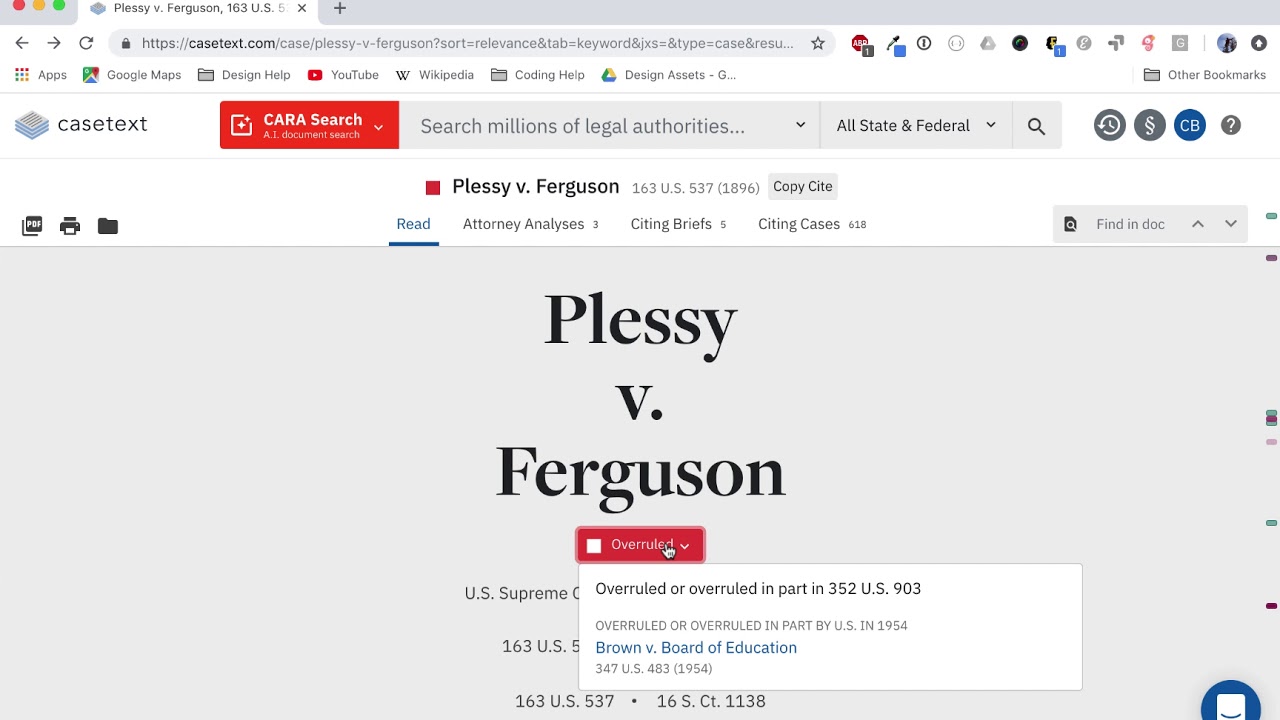 Plessy v. Ferguson, 163 U.S. 5
https://casetext.com/case/plessy-v-ferguson?sort=relevance&tab=keyword&jxs=&type=case&resu...
ABP 1 1 G
Apps Google Maps Design Help YouTube W Wikipedia Coding Help Design Assets - G... Other Bookmarks
casetext
CARA Search
A.I. document search
Search millions of legal authorities...
All State & Federal
§
CB
?
Plessy v. Ferguson 163 U.S. 537 (1896) Copy Cite
PDF
Read Attorney Analyses 3 Citing Briefs 5 Citing Cases 618
Find in doc
Plessy
v.
Ferguson
Overruled
Overruled or overruled in part in 352 U.S. 903
U.S. Supreme C
OVERRULED OR OVERRULED IN PART BY U.S. IN 1954
Brown v. Board of Education
163 U.S. 5
347 U.S. 483 (1954)
163 U.S. 537 • 16 S. Ct. 1138